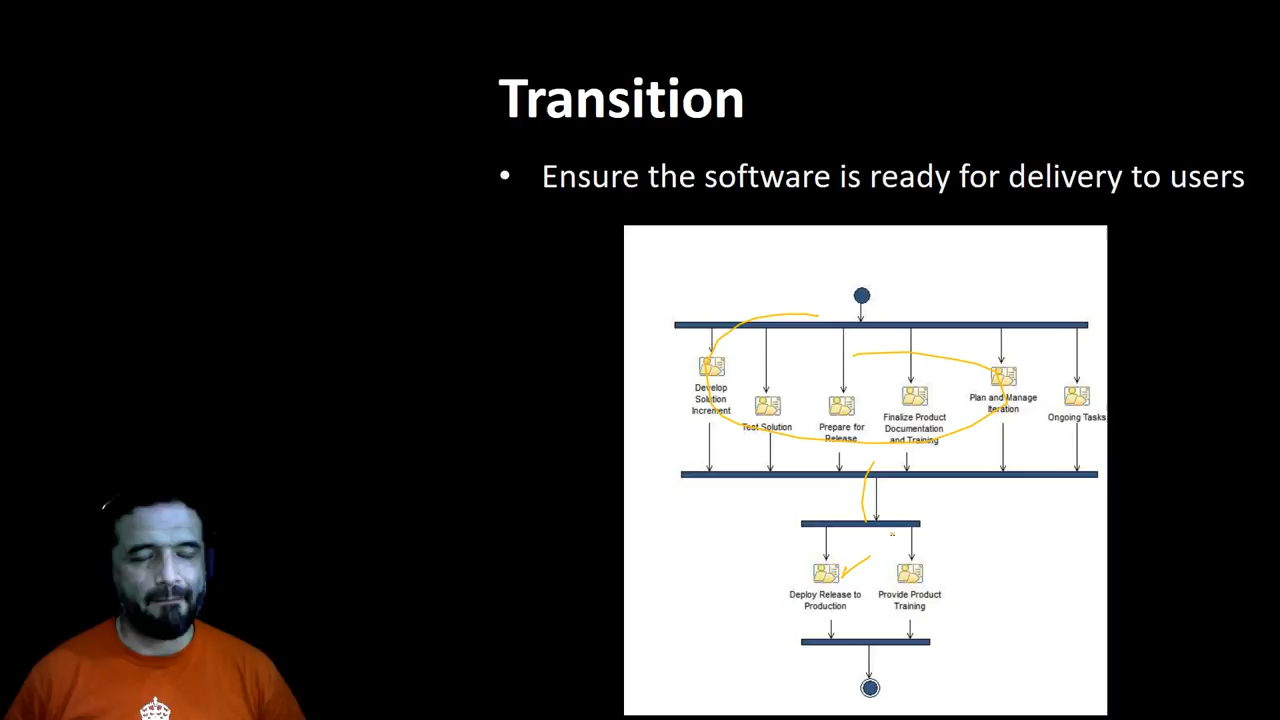 Transition
• Ensure the software is ready for delivery to users
Develop
Solution
Increment
Test Solution
Prepare for
Release
Finalize Product
Documentation
and Training
Plan and Manage
Iteration
Ongoing Tasks
Deploy Release to
Production
Provide Product
Training